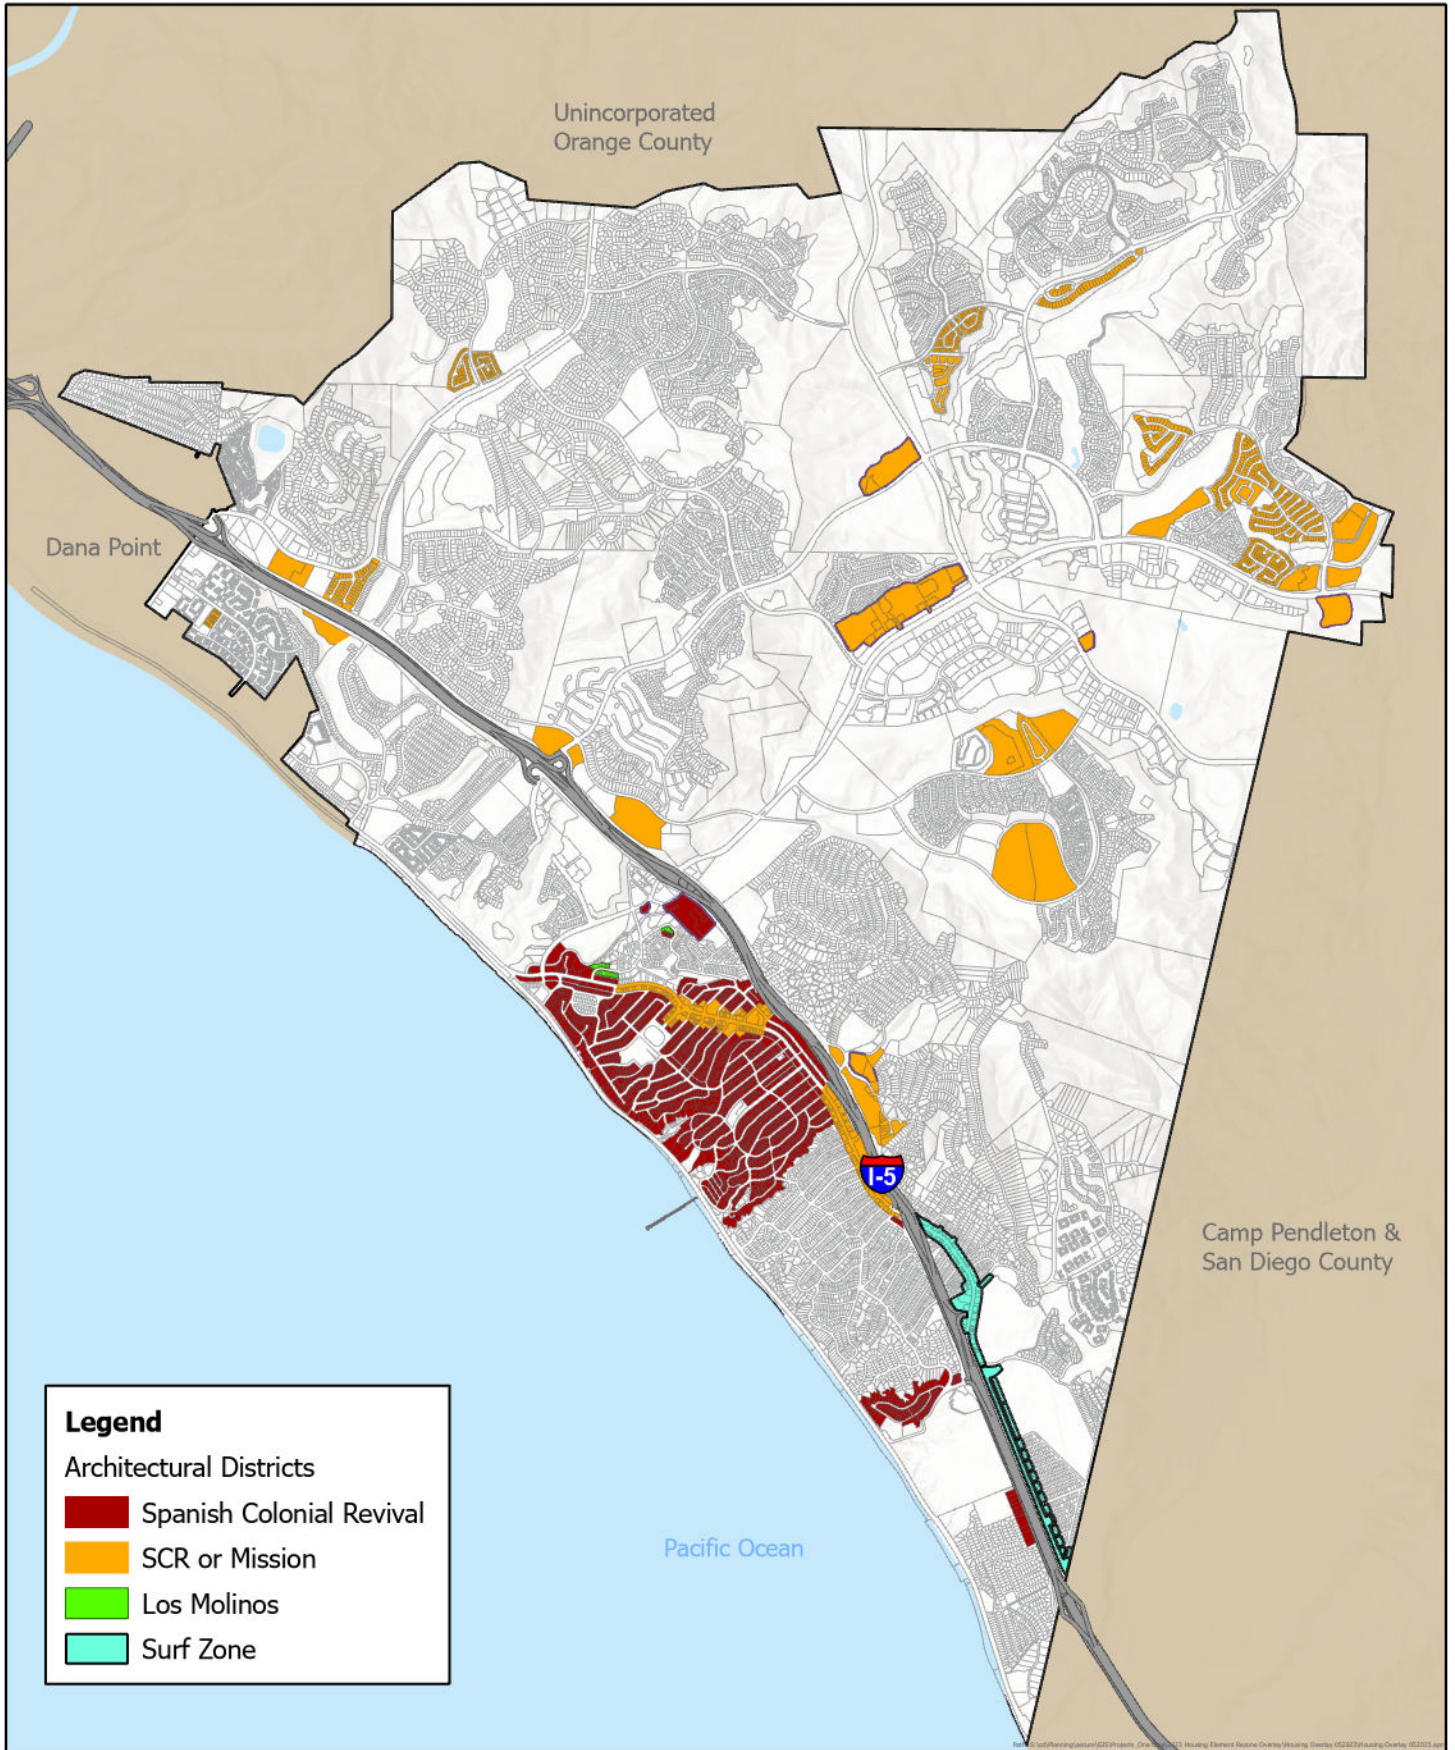 Unincorporated
Orange County
Dana Point
I-5
Camp Pendleton &
San Diego County
Legend
Architectural Districts
Spanish Colonial Revival
SCR or Mission
Los Molinos
Surf Zone
Pacific Ocean